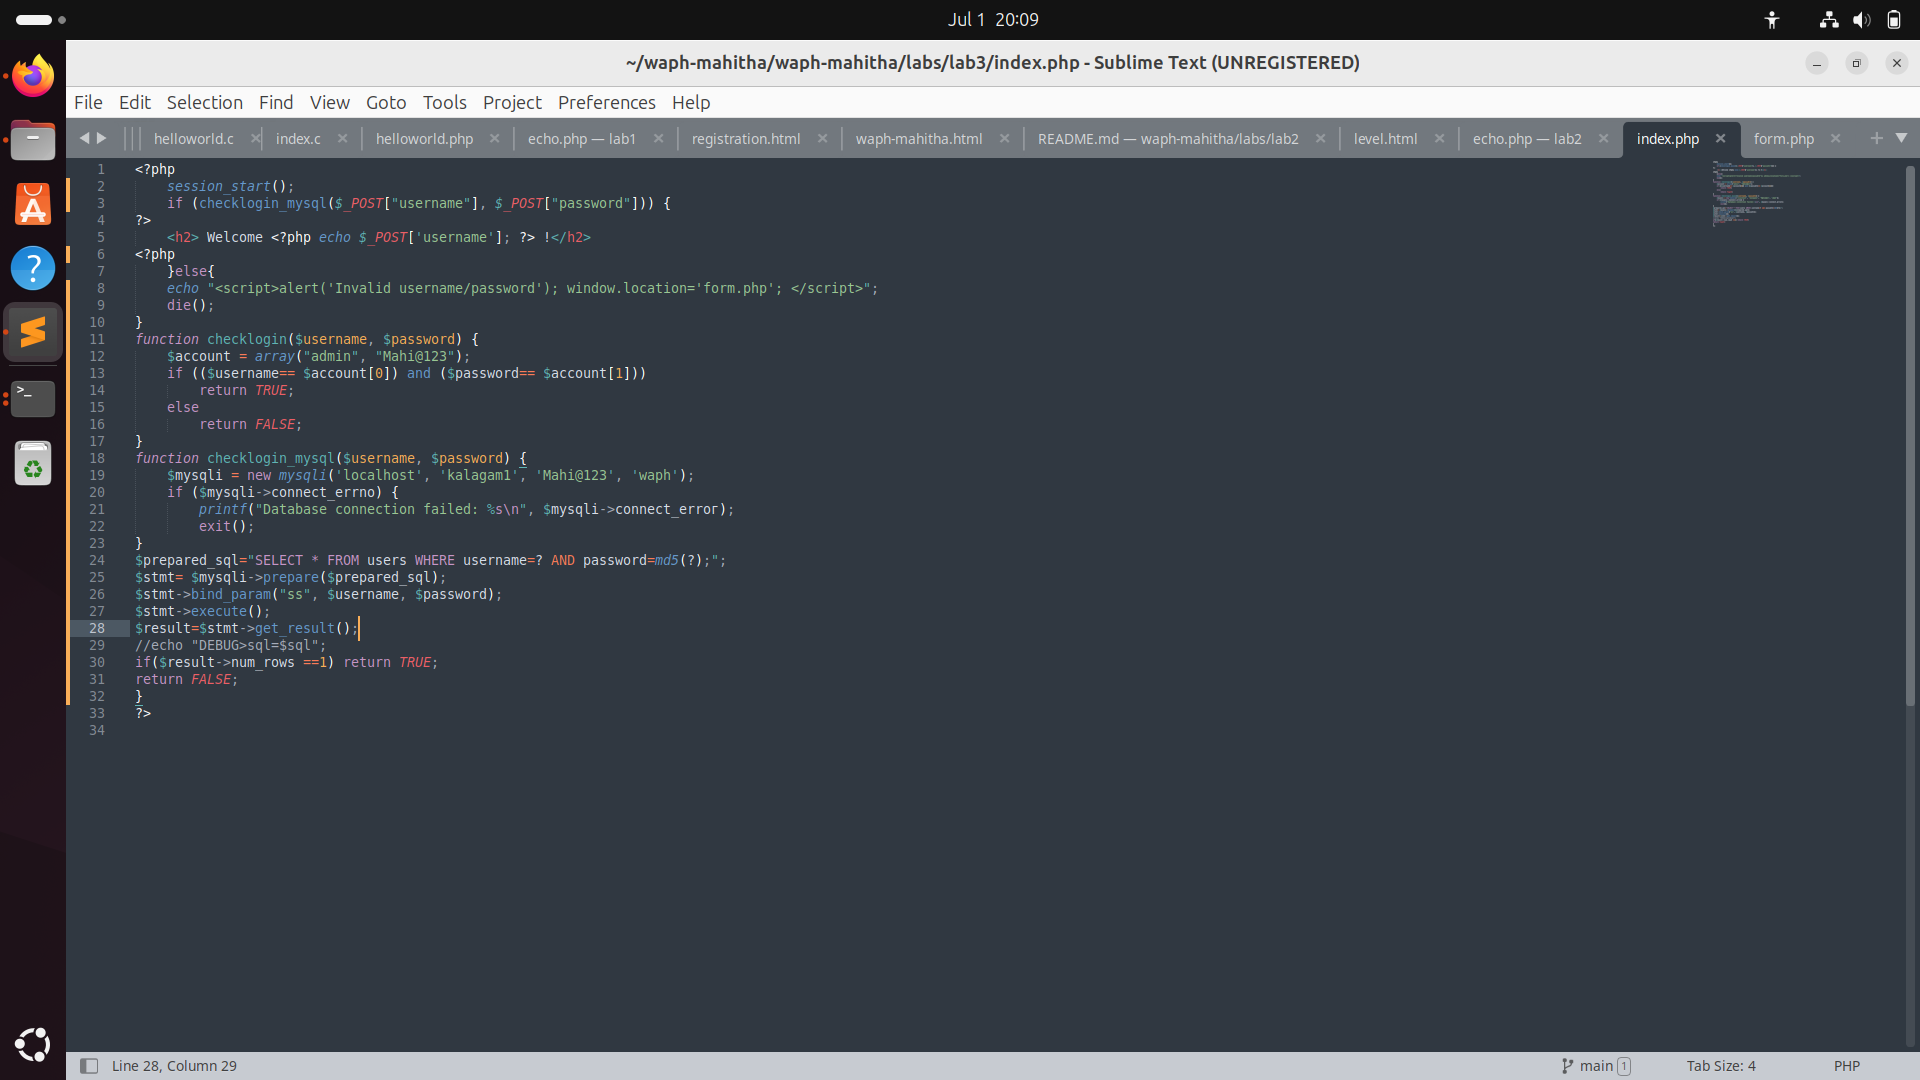 Jul 1 20:09
~/waph-mahitha/waph-mahitha/labs/lab3/index.php - Sublime Text (UNREGISTERED)
File Edit Selection Find View Goto Tools Project Preferences Help
helloworld.c index.c helloworld.php echo.php — lab1 registration.html waph-mahitha.html README.md — waph-mahitha/labs/lab2 level.html echo.php — lab2 index.php form.php
1 <?php
2     session_start();
3     if (checklogin_mysql($_POST["username"], $_POST["password"])) {
4 ?>
5     <h2> Welcome <?php echo $_POST['username']; ?> !</h2>
6 <?php
7     }else{
8     echo "<script>alert('Invalid username/password'); window.location='form.php'; </script>";
9     die();
10 }
11 function checklogin($username, $password) {
12     $account = array("admin", "Mahi@123");
13     if (($username== $account[0]) and ($password== $account[1]))
14         return TRUE;
15     else
16         return FALSE;
17 }
18 function checklogin_mysql($username, $password) {
19     $mysqli = new mysqli('localhost', 'kalagam1', 'Mahi@123', 'waph');
20     if ($mysqli->connect_errno) {
21         printf("Database connection failed: %s\n", $mysqli->connect_error);
22         exit();
23 }
24 $prepared_sql="SELECT * FROM users WHERE username=? AND password=md5(?);";
25 $stmt= $mysqli->prepare($prepared_sql);
26 $stmt->bind_param("ss", $username, $password);
27 $stmt->execute();
28 $result=$stmt->get_result();
29 //echo "DEBUG>sql=$sql";
30 if($result->num_rows ==1) return TRUE;
31 return FALSE;
32 }
33 ?>
34
Line 28, Column 29 main 1 Tab Size: 4 PHP